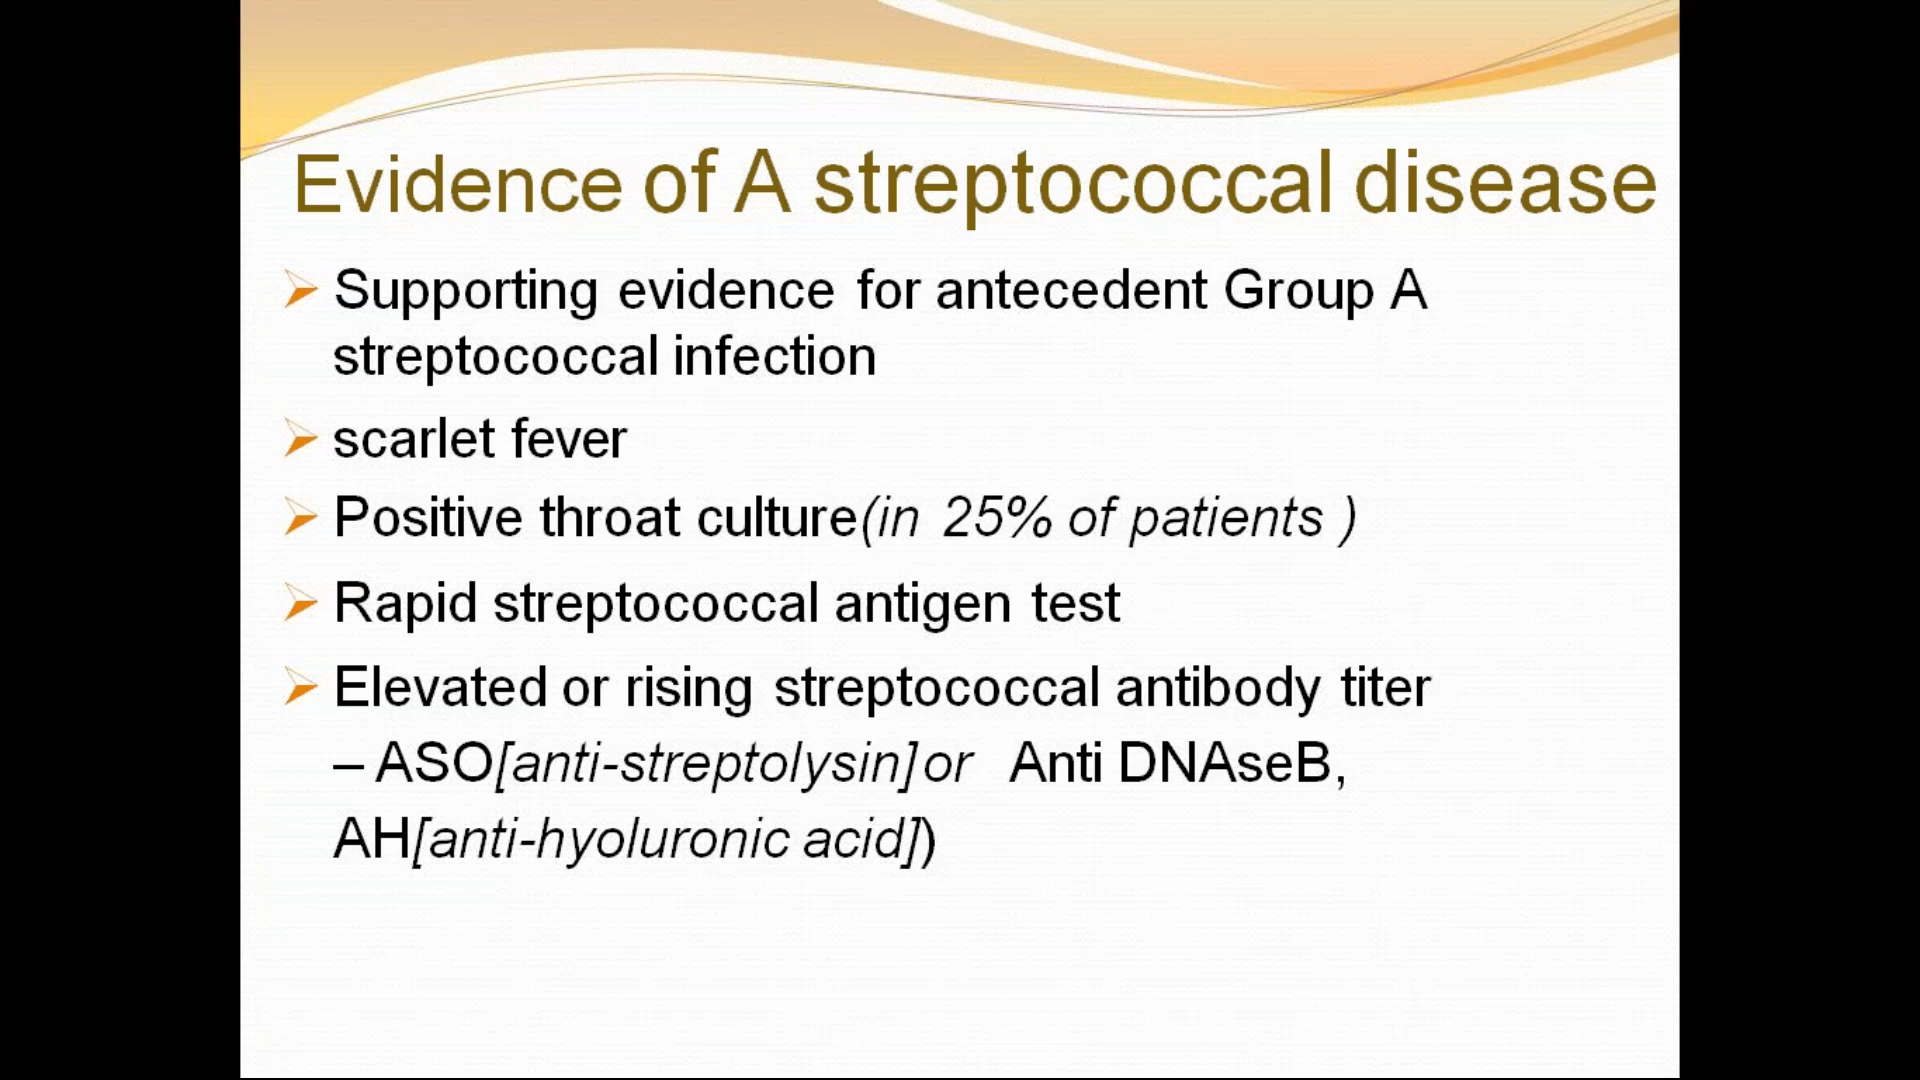 Evidence of A streptococcal disease
Supporting evidence for antecedent Group A
streptococcal infection
scarlet fever
Positive throat culture(in 25% of patients )
Rapid streptococcal antigen test
Elevated or rising streptococcal antibody titer
– ASO[anti-streptolysin]or Anti DNAseB,
AH[anti-hyoluronic acid])